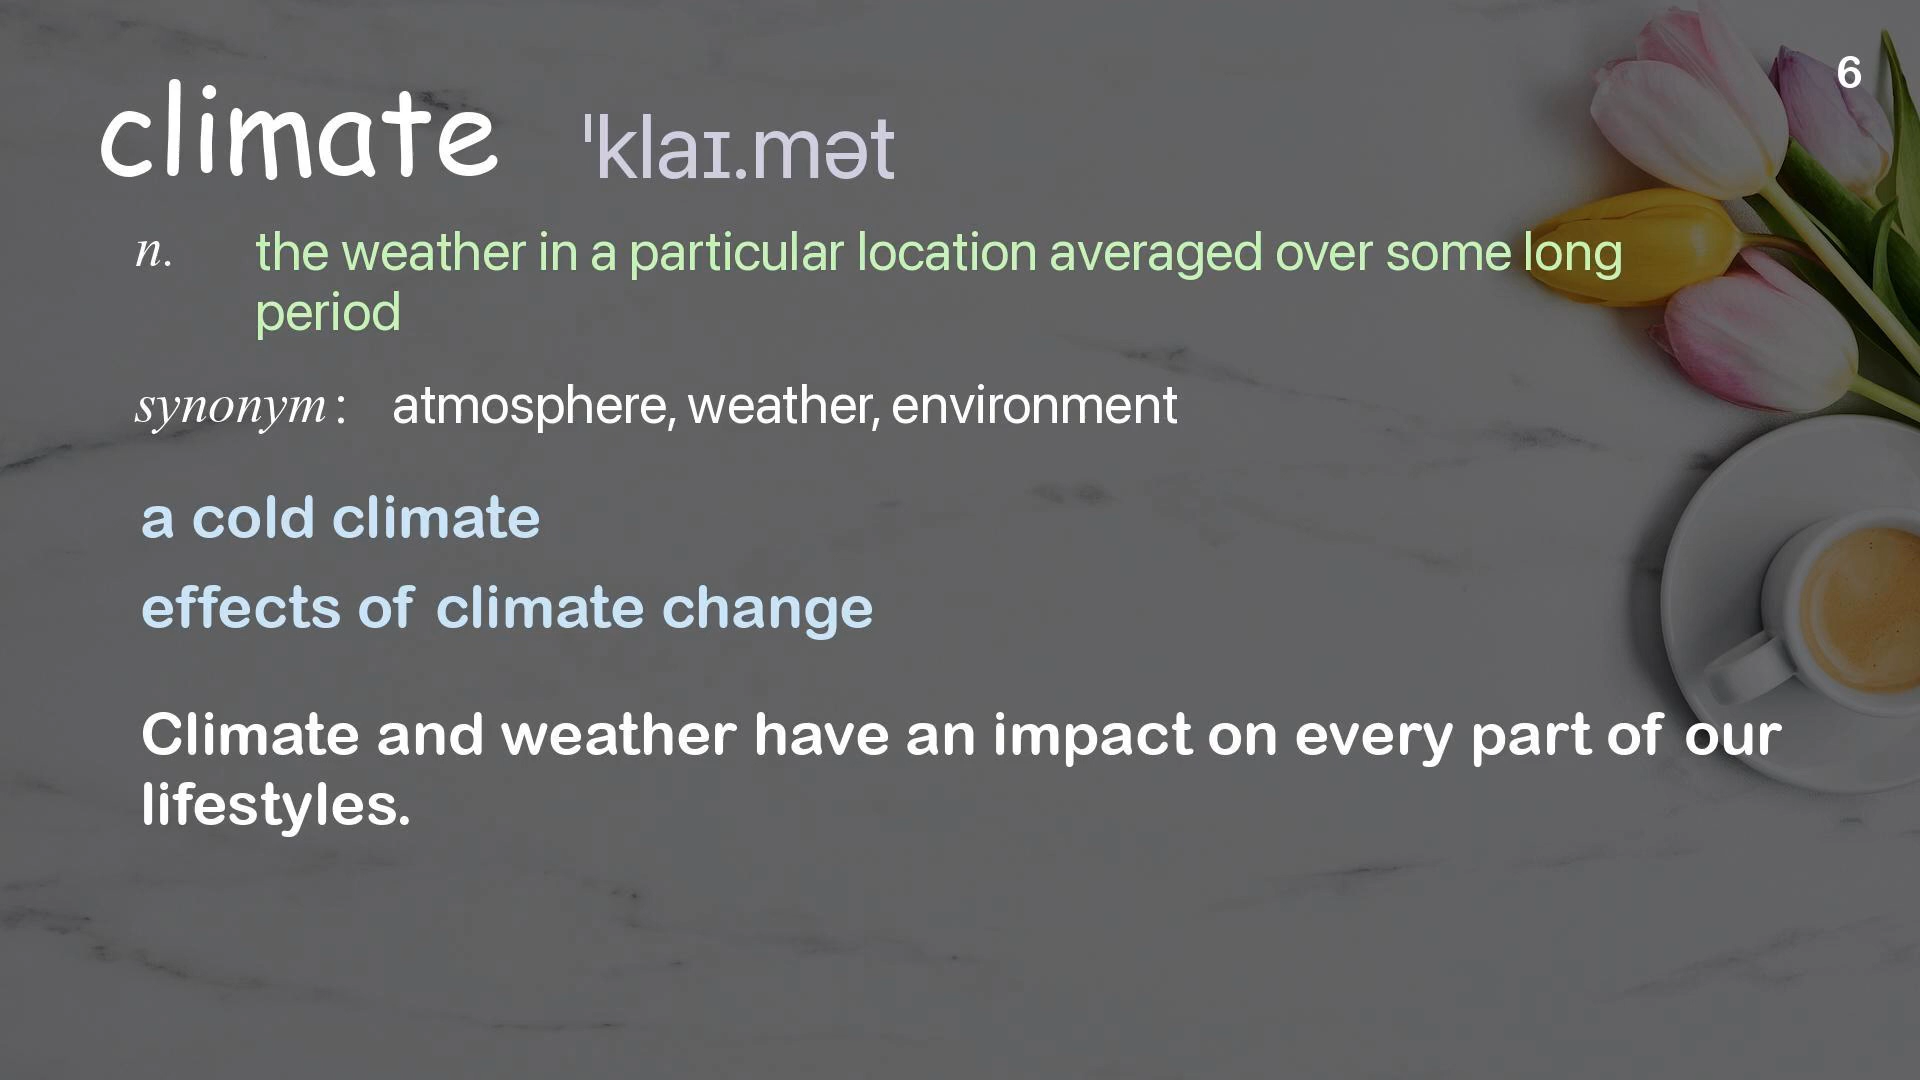 6
climate ˈklaɪ.mət
n. the weather in a particular location averaged over some long
period
synonym: atmosphere, weather, environment
a cold climate
effects of climate change
Climate and weather have an impact on every part of our
lifestyles.